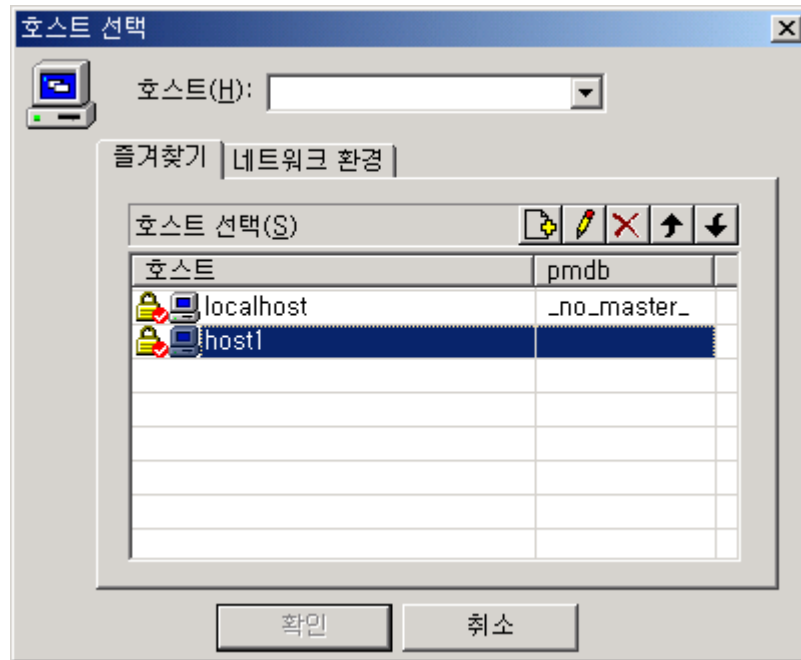 호스트 선택
호스트(H):
즐겨찾기 네트워크 환경
호스트 선택(S)
호스트 pmdb
localhost _no_master_
host1
확인 취소